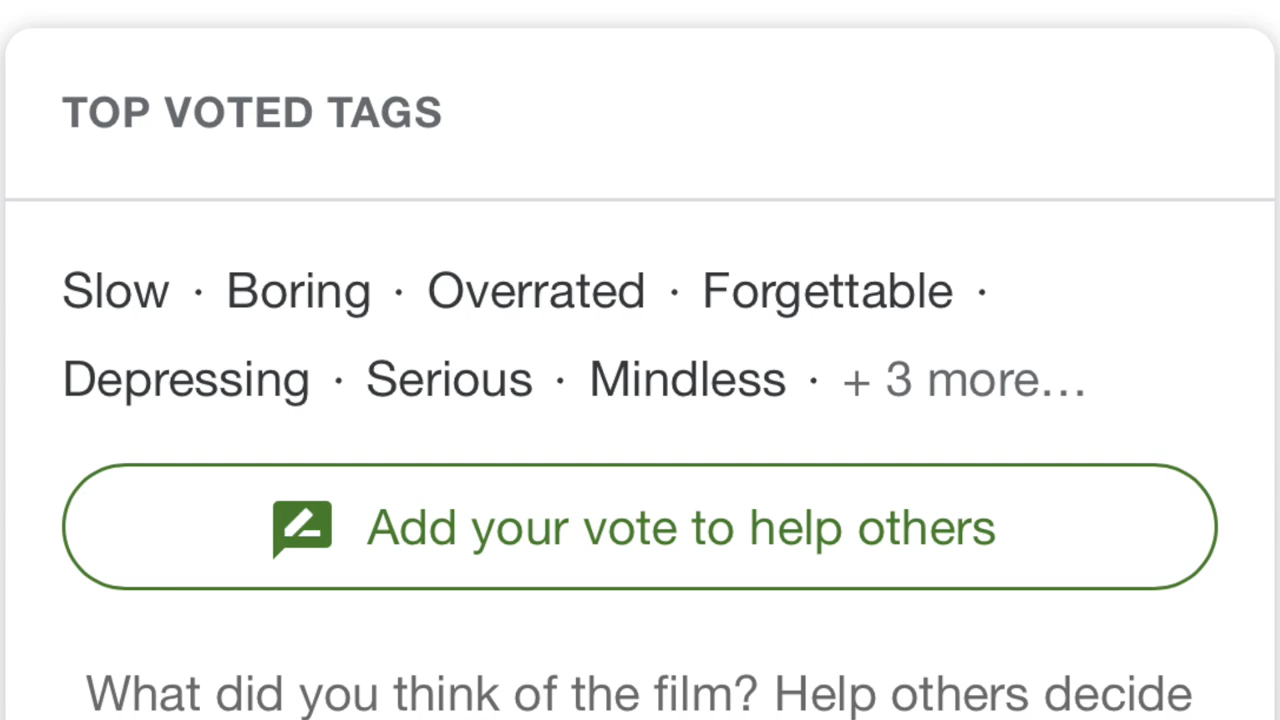 TOP VOTED TAGS
Slow · Boring · Overrated · Forgettable ·
Depressing · Serious · Mindless · + 3 more...
Add your vote to help others
What did you think of the film? Help others decide